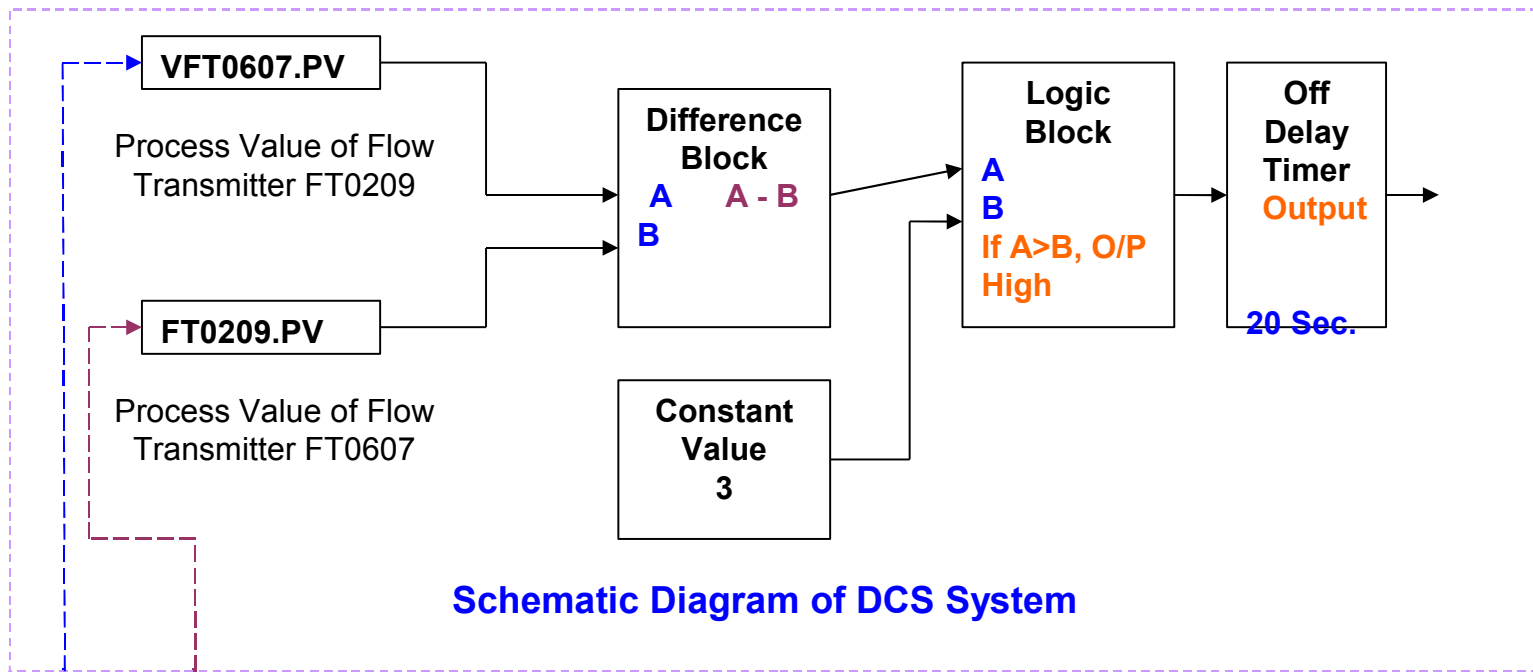 VFT0607.PV
Process Value of Flow
Transmitter FT0209
FT0209.PV
Process Value of Flow
Transmitter FT0607
Difference
Block
A A - B
B
Constant
Value
3
Logic
Block
A
B
If A>B, O/P
High
Off
Delay
Timer
Output
20 Sec.
Schematic Diagram of DCS System